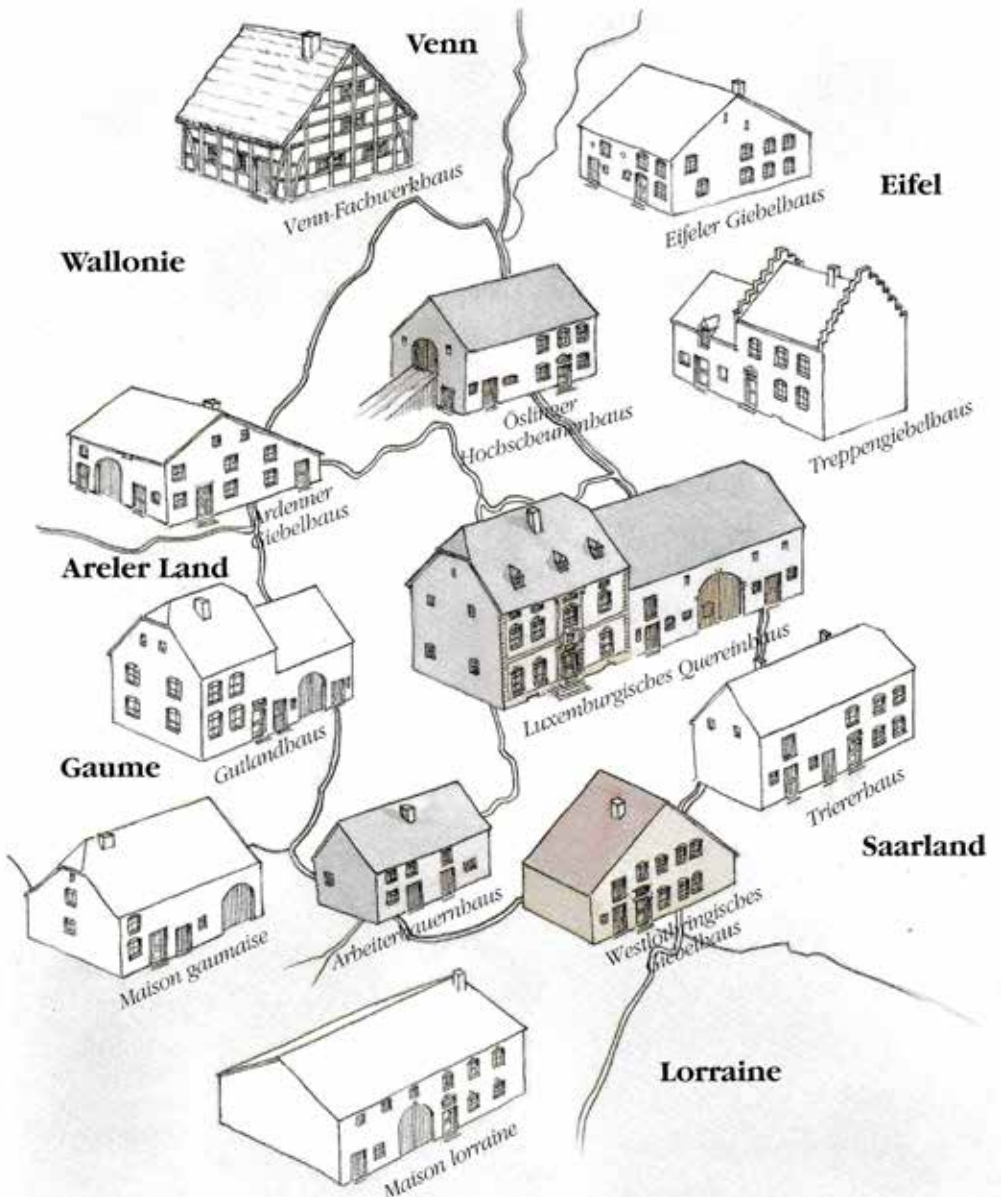 Venn
Venn-Fachwerkhaus
Eifeler Giebelhaus
Eifel
Wallonie
Öslinger
Hochscheunenhaus
Treppengiebelhaus
Ardenner
Giebelhaus
Areler Land
Luxemburgisches Quereinhaus
Gutlandhaus
Gaume
Triererhaus
Saarland
Maison gaumaise
Arbeiterbauernhaus
Westlothringisches
Giebelhaus
Lorraine
Maison lorraine